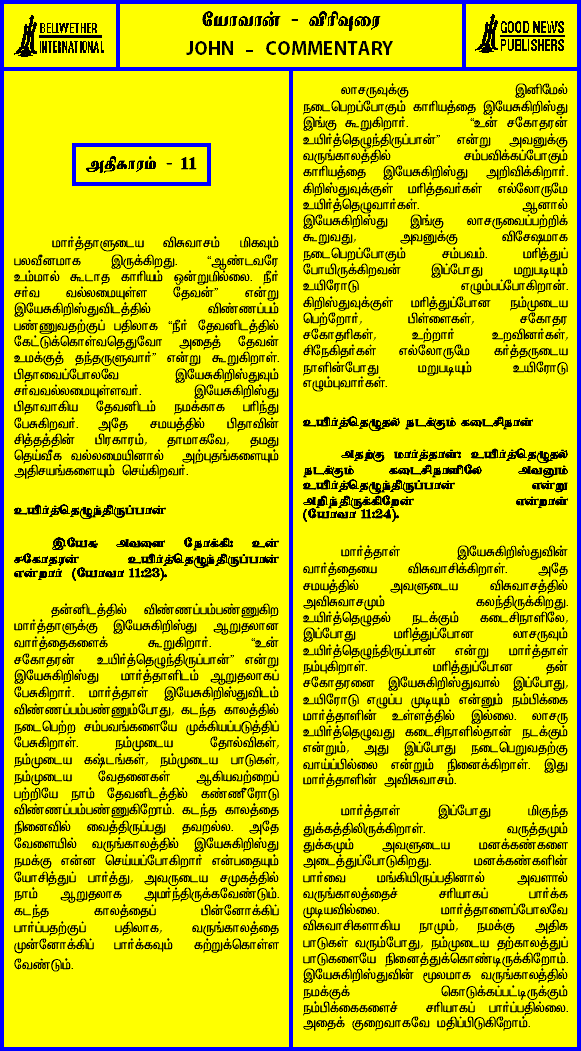 BELWETHER
INTERNATIONAL
யோவான் - விரிவுரை
JOHN - COMMENTARY
GOOD NEWS
PUBLISHERS
அதிகாரம் - 11
மார்த்தாளுடைய விசுவாசம் மிகவும்
பலவீனமாக இருக்கிறது. “ஆண்டவரே
உம்மால் கூடாத காரியம் ஒன்றுமில்லை. நீர்
சர்வ வல்லமையுள்ள தேவன்” என்று
இயேசுகிறிஸ்துவிடத்தில் விண்ணப்பம்
பண்ணுவதற்குப் பதிலாக “நீர் தேவனிடத்தில்
கேட்டுக்கொள்வதெதுவோ அதைத் தேவன்
உமக்குத் தந்தருளுவார்” என்று கூறுகிறாள்.
பிதாவைப்போலவே இயேசுகிறிஸ்துவும்
சர்வவல்லமையுள்ளவர். இயேசுகிறிஸ்து
பிதாவாகிய தேவனிடம் நமக்காக பரிந்து
பேசுகிறவர். அதே சமயத்தில் பிதாவின்
சித்தத்தின் பிரகாரம், தாமாகவே, தமது
தெய்வீக வல்லமையினால் அற்புதங்களையும்
அதிசயங்களையும் செய்கிறவர்.
உயிர்த்தெழுந்திருப்பான்
இயேசு அவளை நோக்கி: உன்
சகோதரன் உயிர்த்தெழுந்திருப்பான்
என்றார் (யோவா 11:23).
தன்னிடத்தில் விண்ணப்பம்பண்ணுகிற
மார்த்தாளுக்கு இயேசுகிறிஸ்து ஆறுதலான
வார்த்தைகளைக் கூறுகிறார். “உன்
சகோதரன் உயிர்த்தெழுந்திருப்பான்” என்று
இயேசுகிறிஸ்து மார்த்தாளிடம் ஆறுதலாகப்
பேசுகிறார். மார்த்தாள் இயேசுகிறிஸ்துவிடம்
விண்ணப்பம்பண்ணும்போது, கடந்த காலத்தில்
நடைபெற்ற சம்பவங்களையே முக்கியப்படுத்திப்
பேசுகிறாள். நம்முடைய தோல்விகள்,
நம்முடைய கஷ்டங்கள், நம்முடைய பாடுகள்,
நம்முடைய வேதனைகள் ஆகியவற்றைப்
பற்றியே நாம் தேவனிடத்தில் கண்ணீரோடு
விண்ணப்பம்பண்ணுகிறோம். கடந்த காலத்தை
நினைவில் வைத்திருப்பது தவறல்ல. அதே
வேளையில் வருங்காலத்தில் இயேசுகிறிஸ்து
நமக்கு என்ன செய்யப்போகிறார் என்பதையும்
யோசித்துப் பார்த்து, அவருடைய சமுகத்தில்
நாம் ஆறுதலாக அமர்ந்திருக்கவேண்டும்.
கடந்த காலத்தைப் பின்னோக்கிப்
பார்ப்பதற்குப் பதிலாக, வருங்காலத்தை
முன்னோக்கிப் பார்க்கவும் கற்றுக்கொள்ள
வேண்டும்.
லாசருவுக்கு இனிமேல்
நடைபெறப்போகும் காரியத்தை இயேசுகிறிஸ்து
இங்கு கூறுகிறார். “உன் சகோதரன்
உயிர்த்தெழுந்திருப்பான்” என்று அவனுக்கு
வருங்காலத்தில் சம்பவிக்கப்போகும்
காரியத்தை இயேசுகிறிஸ்து அறிவிக்கிறார்.
கிறிஸ்துவுக்குள் மரித்தவர்கள் எல்லோருமே
உயிர்த்தெழுவார்கள். ஆனால்
இயேசுகிறிஸ்து இங்கு லாசருவைப்பற்றிக்
கூறுவது, அவனுக்கு விசேஷமாக
நடைபெறப்போகும் சம்பவம். மரித்துப்
போயிருக்கிறவன் இப்போது மறுபடியும்
உயிரோடு எழும்பப்போகிறான்.
கிறிஸ்துவுக்குள் மரித்துப்போன நம்முடைய
பெற்றோர், பிள்ளைகள், சகோதர
சகோதரிகள், உற்றார் உறவினர்கள்,
சிநேகிதர்கள் எல்லோருமே கர்த்தருடைய
நாளின்போது மறுபடியும் உயிரோடு
எழும்புவார்கள்.
உயிர்த்தெழுதல் நடக்கும் கடைசிநாள்
அதற்கு மார்த்தாள்: உயிர்த்தெழுதல்
நடக்கும் கடைசிநாளிலே அவனும்
உயிர்த்தெழுந்திருப்பான் என்று
அறிந்திருக்கிறேன் என்றாள்
(யோவா 11:24).
மார்த்தாள் இயேசுகிறிஸ்துவின்
வார்த்தையை விசுவாசிக்கிறாள். அதே
சமயத்தில் அவளுடைய விசுவாசத்தில்
அவிசுவாசமும் கலந்திருக்கிறது.
உயிர்த்தெழுதல் நடக்கும் கடைசிநாளிலே,
இப்போது மரித்துப்போன லாசருவும்
உயிர்த்தெழுந்திருப்பான் என்று மார்த்தாள்
நம்புகிறாள். மரித்துப்போன தன்
சகோதரனை இயேசுகிறிஸ்துவால் இப்போது,
உயிரோடு எழுப்ப முடியும் என்னும் நம்பிக்கை
மார்த்தாளின் உள்ளத்தில் இல்லை. லாசரு
உயிர்த்தெழுவது கடைசிநாளில்தான் நடக்கும்
என்றும், அது இப்போது நடைபெறுவதற்கு
வாய்ப்பில்லை என்றும் நினைக்கிறாள். இது
மார்த்தாளின் அவிசுவாசம்.
மார்த்தாள் இப்போது மிகுந்த
துக்கத்திலிருக்கிறாள். வருத்தமும்
துக்கமும் அவளுடைய மனக்கண்களை
அடைத்துப்போடுகிறது. மனக்கண்களின்
பார்வை மங்கியிருப்பதினால் அவளால்
வருங்காலத்தைச் சரியாகப் பார்க்க
முடியவில்லை. மார்த்தாளைப்போலவே
விசுவாசிகளாகிய நாமும், நமக்கு அதிக
பாடுகள் வரும்போது, நம்முடைய தற்காலத்துப்
பாடுகளையே நினைத்துக்கொண்டிருக்கிறோம்.
இயேசுகிறிஸ்துவின் மூலமாக வருங்காலத்தில்
நமக்குக் கொடுக்கப்பட்டிருக்கும்
நம்பிக்கைகளைச் சரியாகப் பார்ப்பதில்லை.
அதைக் குறைவாகவே மதிப்பிடுகிறோம்.